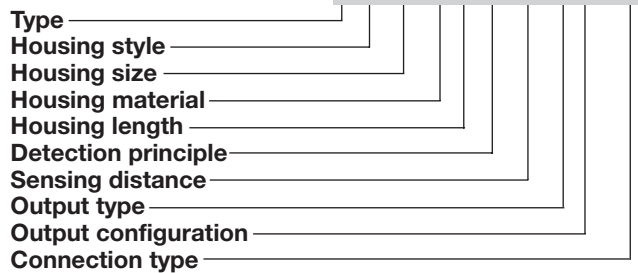 Type
Housing style
Housing size
Housing material
Housing length
Detection principle
Sensing distance
Output type
Output configuration
Connection type